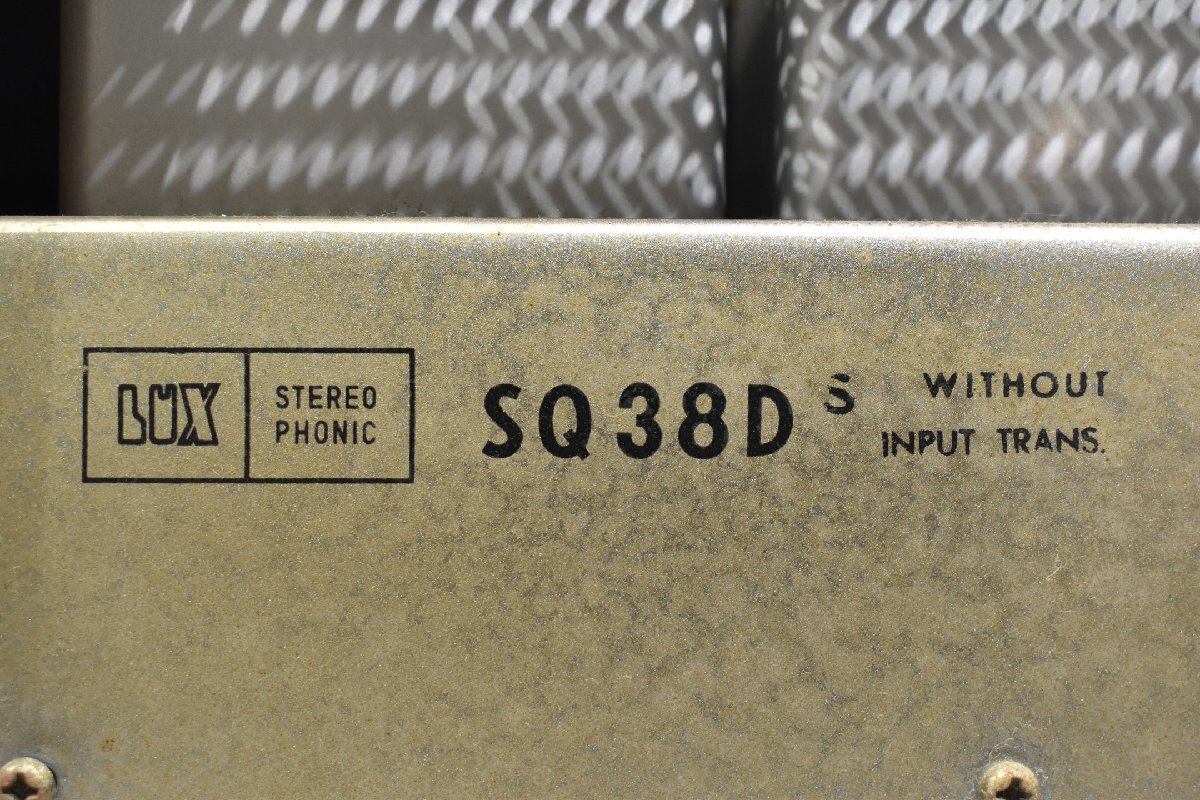 LUX
STEREO
PHONIC
SQ38D S
WITHOUT
INPUT TRANS.